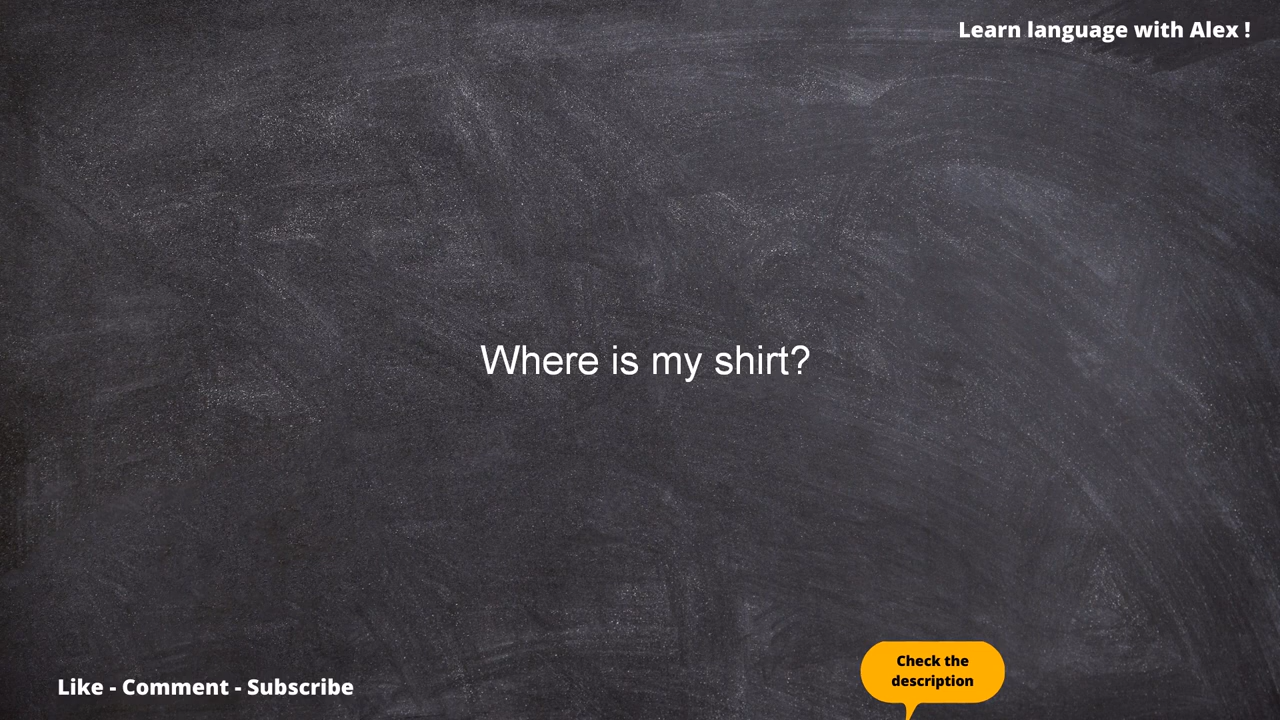 Learn language with Alex !
Where is my shirt?
Check the
description
Like - Comment - Subscribe